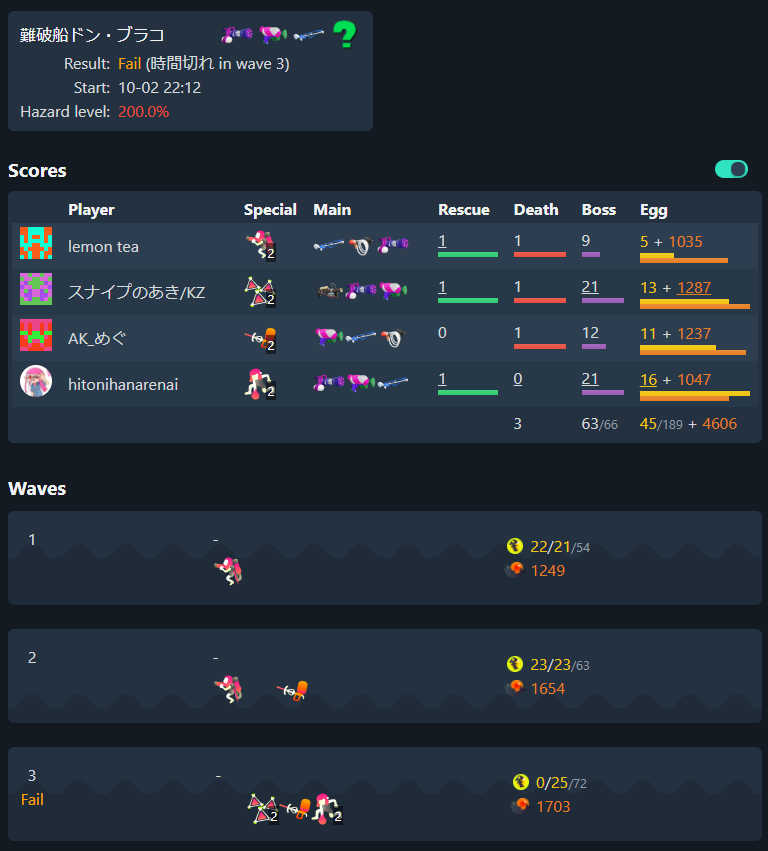 難破船ドン・ブラコ
Result: Fail (時間切れ in wave 3)
Start: 10-02 22:12
Hazard level: 200.0%
Scores
Player Special Main Rescue Death Boss Egg
lemon tea 2 1 1 9 5 + 1035
スナイプのあき/KZ 2 1 1 21 13 + 1287
AK_めぐ 2 0 1 12 11 + 1237
hitonihanarenai 2 1 0 21 16 + 1047
3 63/66 45/189 + 4606
Waves
1 - 22/21/54
1249
2 - 23/23/63
1654
3 - 0/25/72
Fail 2 2 1703